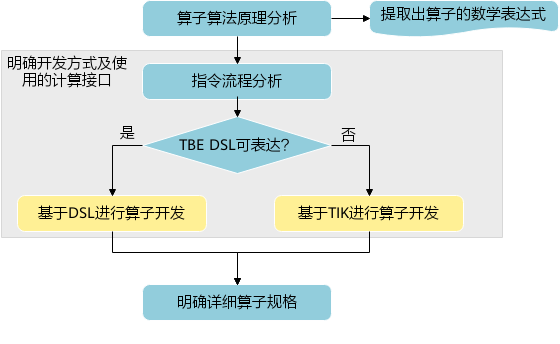 算子算法原理分析
提取出算子的数学表达式
明确开发方式及使
用的计算接口
指令流程分析
TBE DSL可表达?
是
否
基于DSL进行算子开发
基于TIK进行算子开发
明确详细算子规格